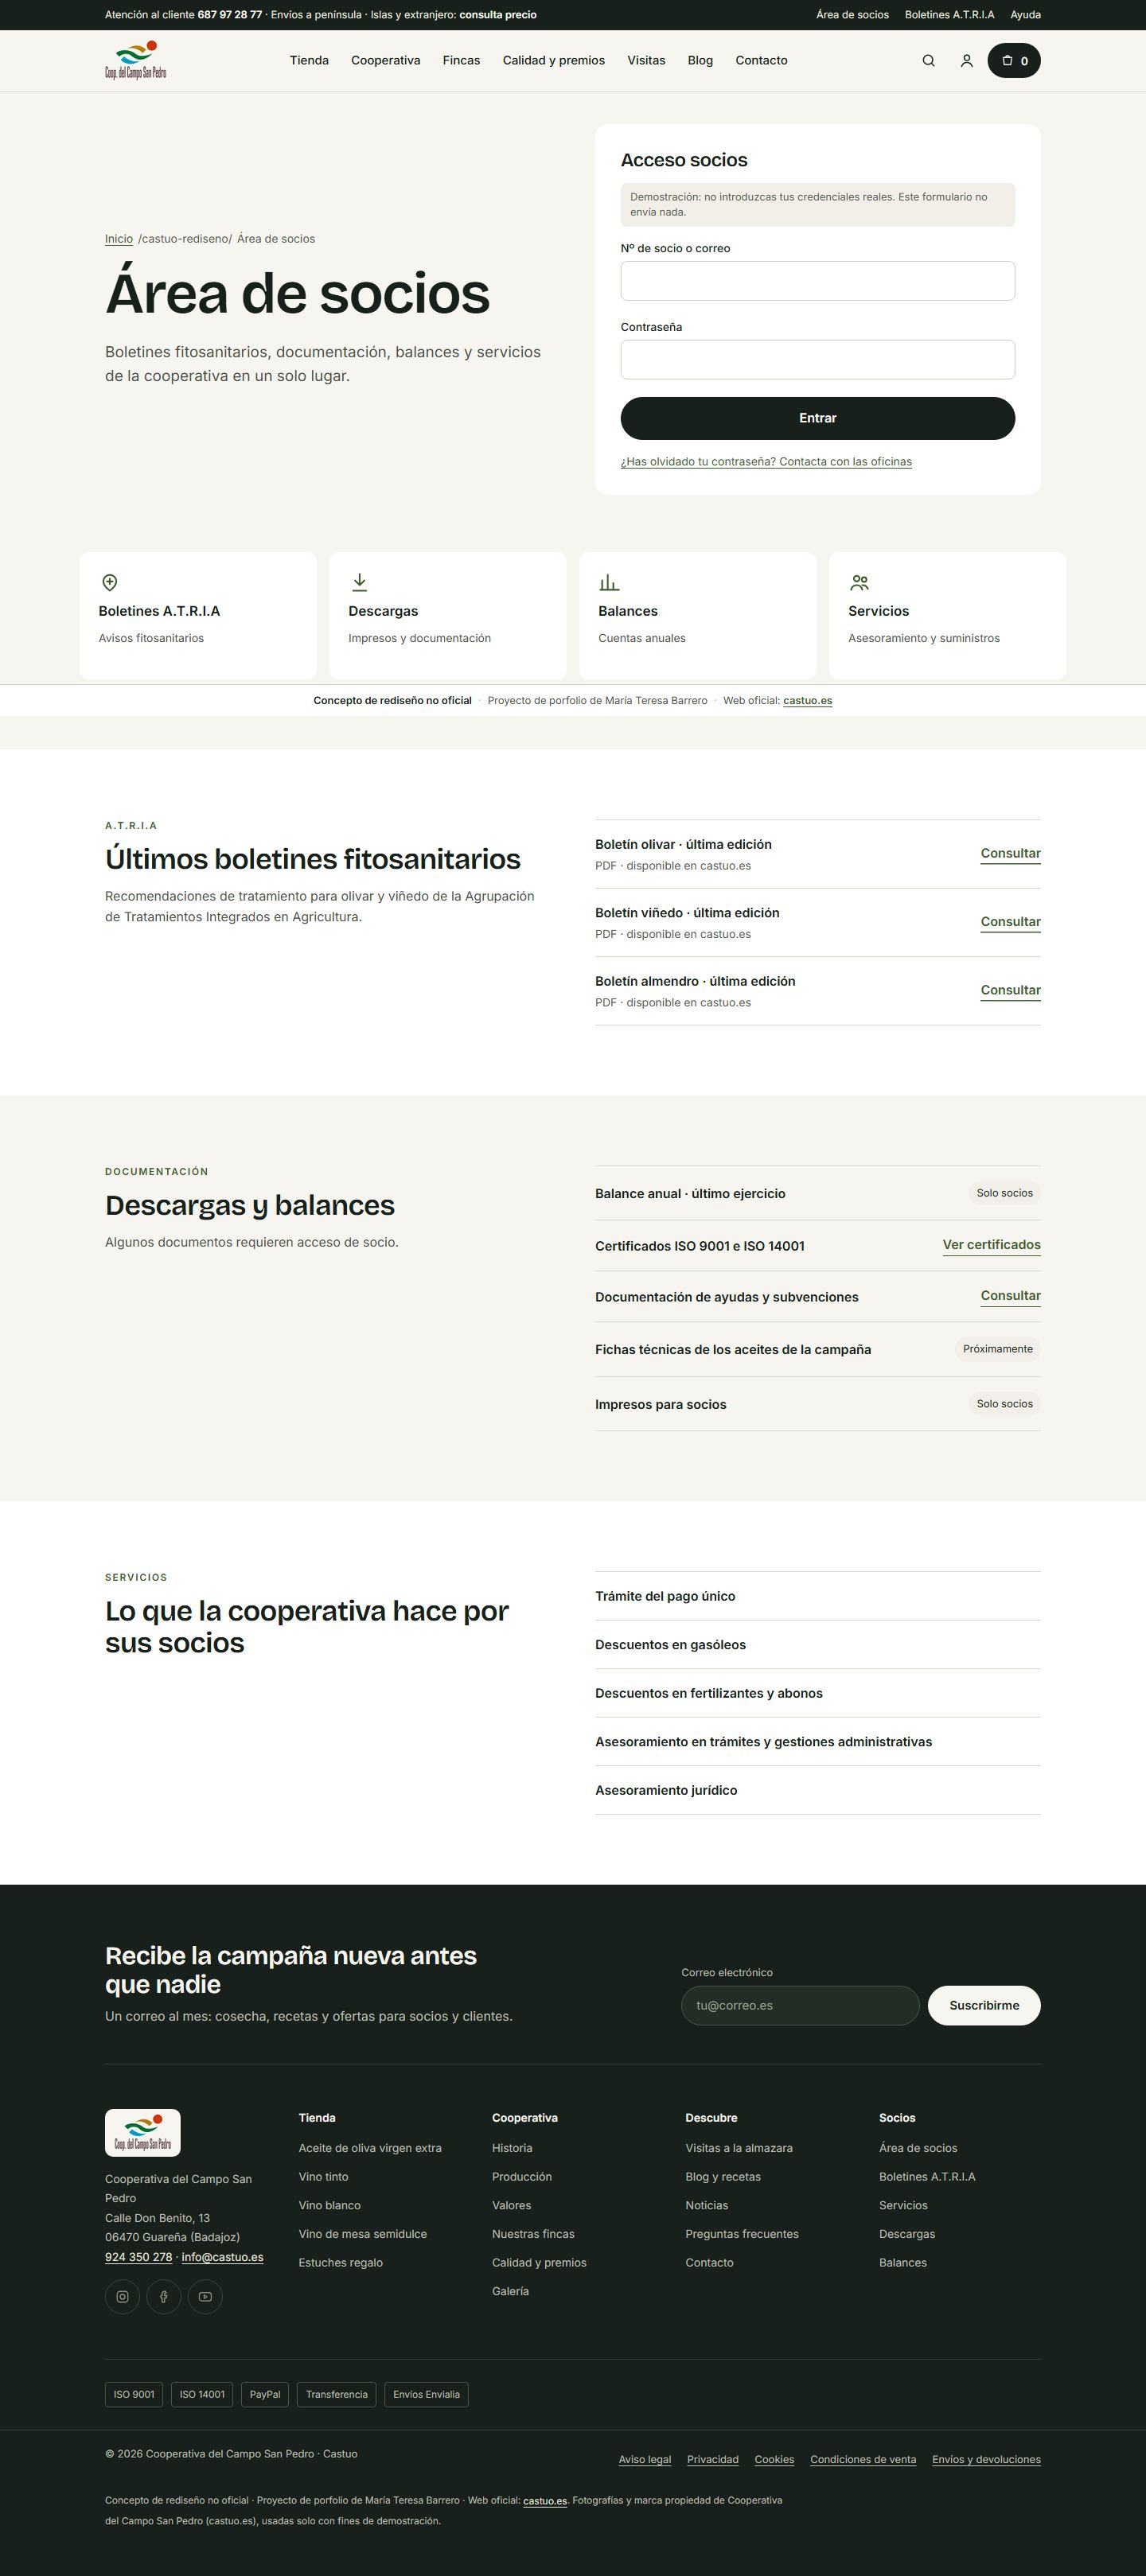 Atención al cliente 687 97 28 77 · Envíos a península · Islas y extranjero: consulta precio
Área de socios
Boletines A.T.R.I.A
Ayuda
Coop. del Campo San Pedro
Tienda
Cooperativa
Fincas
Calidad y premios
Visitas
Blog
Contacto
0
Inicio /castuo-rediseno/ Área de socios
Área de socios
Boletines fitosanitarios, documentación, balances y servicios
de la cooperativa en un solo lugar.
Acceso socios
Demostración: no introduzcas tus credenciales reales. Este formulario no
envía nada.
Nº de socio o correo
Contraseña
Entrar
¿Has olvidado tu contraseña? Contacta con las oficinas
Boletines A.T.R.I.A
Avisos fitosanitarios
Descargas
Impresos y documentación
Balances
Cuentas anuales
Servicios
Asesoramiento y suministros
Concepto de rediseño no oficial · Proyecto de porfolio de María Teresa Barrero · Web oficial: castuo.es
A.T.R.I.A
Últimos boletines fitosanitarios
Recomendaciones de tratamiento para olivar y viñedo de la Agrupación
de Tratamientos Integrados en Agricultura.
Boletín olivar · última edición
PDF · disponible en castuo.es
Consultar
Boletín viñedo · última edición
PDF · disponible en castuo.es
Consultar
Boletín almendro · última edición
PDF · disponible en castuo.es
Consultar
DOCUMENTACIÓN
Descargas y balances
Algunos documentos requieren acceso de socio.
Balance anual · último ejercicio
Solo socios
Certificados ISO 9001 e ISO 14001
Ver certificados
Documentación de ayudas y subvenciones
Consultar
Fichas técnicas de los aceites de la campaña
Próximamente
Impresos para socios
Solo socios
SERVICIOS
Lo que la cooperativa hace por
sus socios
Trámite del pago único
Descuentos en gasóleos
Descuentos en fertilizantes y abonos
Asesoramiento en trámites y gestiones administrativas
Asesoramiento jurídico
Recibe la campaña nueva antes
que nadie
Un correo al mes: cosecha, recetas y ofertas para socios y clientes.
Correo electrónico
tu@correo.es
Suscribirme
Coop. del Campo San Pedro
Cooperativa del Campo San
Pedro
Calle Don Benito, 13
06470 Guareña (Badajoz)
924 350 278 · info@castuo.es
Tienda
Aceite de oliva virgen extra
Vino tinto
Vino blanco
Vino de mesa semidulce
Estuches regalo
Cooperativa
Historia
Producción
Valores
Nuestras fincas
Calidad y premios
Galería
Descubre
Visitas a la almazara
Blog y recetas
Noticias
Preguntas frecuentes
Contacto
Socios
Área de socios
Boletines A.T.R.I.A
Servicios
Descargas
Balances
ISO 9001
ISO 14001
PayPal
Transferencia
Envíos Envialia
© 2026 Cooperativa del Campo San Pedro · Castuo
Aviso legal
Privacidad
Cookies
Condiciones de venta
Envíos y devoluciones
Concepto de rediseño no oficial · Proyecto de porfolio de María Teresa Barrero · Web oficial: castuo.es. Fotografías y marca propiedad de Cooperativa
del Campo San Pedro (castuo.es), usadas solo con fines de demostración.